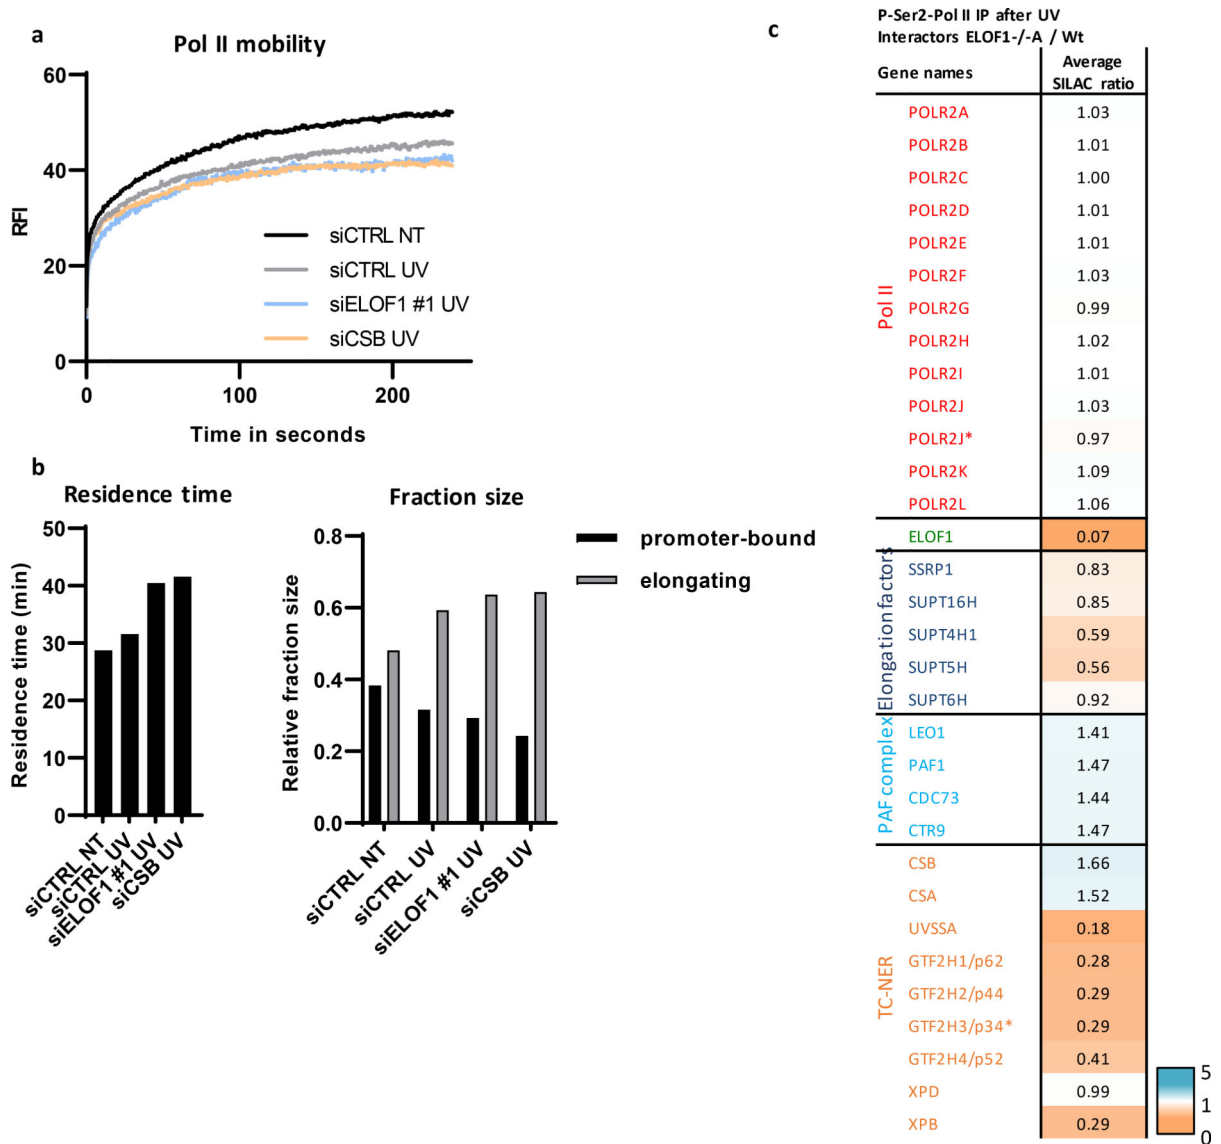 a
Pol II mobility
60
40
20
0
RFI
0
100
200
Time in seconds
siCTRL NT
siCTRL UV
siELOF1 #1 UV
siCSB UV
b
Residence time
50
40
30
20
10
0
Residence time (min)
siCTRL NT
siCTRL UV
siELOF1 #1 UV
siCSB UV
Fraction size
0.8
0.6
0.4
0.2
0.0
Relative fraction size
siCTRL NT
siCTRL UV
siELOF1 #1 UV
siCSB UV
promoter-bound
elongating
c
P-Ser2-Pol II IP after UV
Interactors ELOF1-/-A / Wt
Gene names
Average
SILAC ratio
Pol II
POLR2A 1.03
POLR2B 1.01
POLR2C 1.00
POLR2D 1.01
POLR2E 1.01
POLR2F 1.03
POLR2G 0.99
POLR2H 1.02
POLR2I 1.01
POLR2J 1.03
POLR2J* 0.97
POLR2K 1.09
POLR2L 1.06
ELOF1 0.07
Elongation factors
SSRP1 0.83
SUPT16H 0.85
SUPT4H1 0.59
SUPT5H 0.56
SUPT6H 0.92
PAF complex
LEO1 1.41
PAF1 1.47
CDC73 1.44
CTR9 1.47
TC-NER
CSB 1.66
CSA 1.52
UVSSA 0.18
GTF2H1/p62 0.28
GTF2H2/p44 0.29
GTF2H3/p34* 0.29
GTF2H4/p52 0.41
XPD 0.99
XPB 0.29
5
1
0